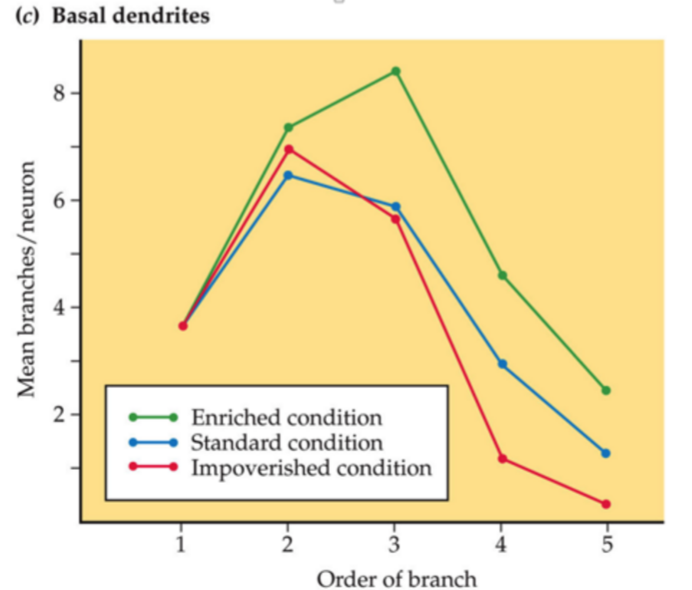 (c) Basal dendrites
Mean branches/neuron
8
6
4
2
Enriched condition
Standard condition
Impoverished condition
1 2 3 4 5
Order of branch